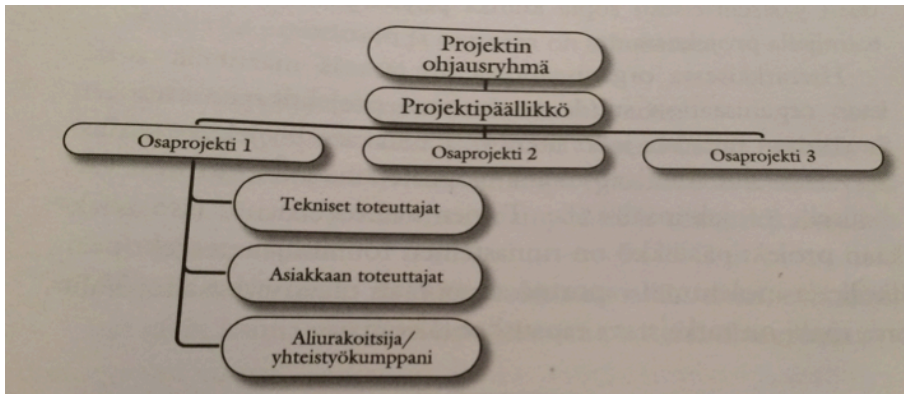 Projektin
ohjausryhmä
Projektipäällikkö
Osaprojekti 1
Osaprojekti 2
Osaprojekti 3
Tekniset toteuttajat
Asiakkaan toteuttajat
Aliurakoitsija/
yhteistyökumppani